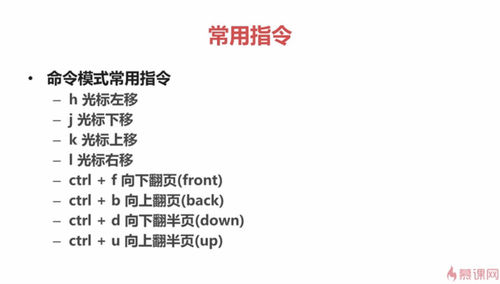 常用指令
• 命令模式常用指令
– h 光标左移
– j 光标下移
– k 光标上移
– l 光标右移
– ctrl + f 向下翻页(front)
– ctrl + b 向上翻页(back)
– ctrl + d 向下翻半页(down)
– ctrl + u 向上翻半页(up)
慕课网